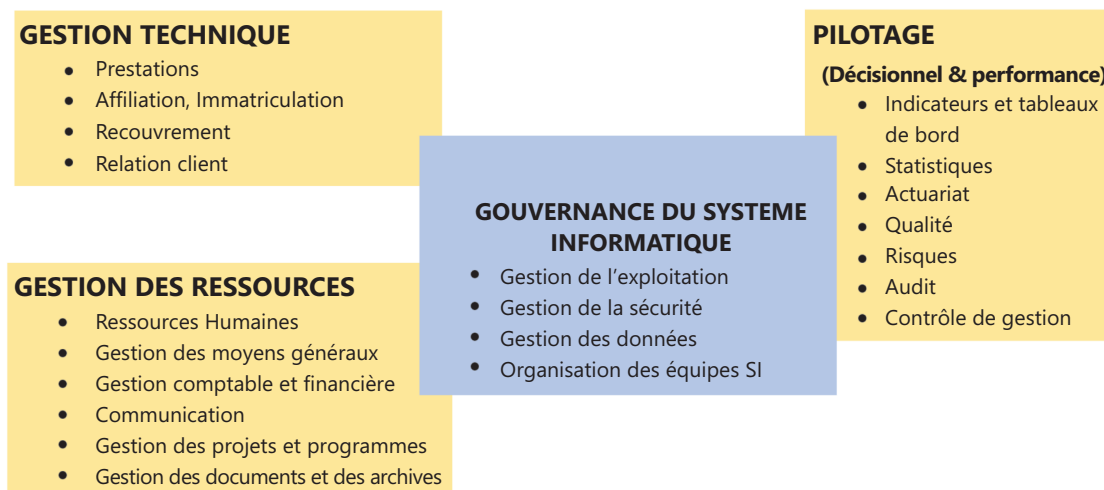 GESTION TECHNIQUE
• Prestations
• Affiliation, Immatriculation
• Recouvrement
• Relation client
GESTION DES RESSOURCES
• Ressources Humaines
• Gestion des moyens généraux
• Gestion comptable et financière
• Communication
• Gestion des projets et programmes
• Gestion des documents et des archives
GOUVERNANCE DU SYSTEME
INFORMATIQUE
• Gestion de l’exploitation
• Gestion de la sécurité
• Gestion des données
• Organisation des équipes SI
PILOTAGE
(Décisionnel & performance)
• Indicateurs et tableaux
de bord
• Statistiques
• Actuariat
• Qualité
• Risques
• Audit
• Contrôle de gestion